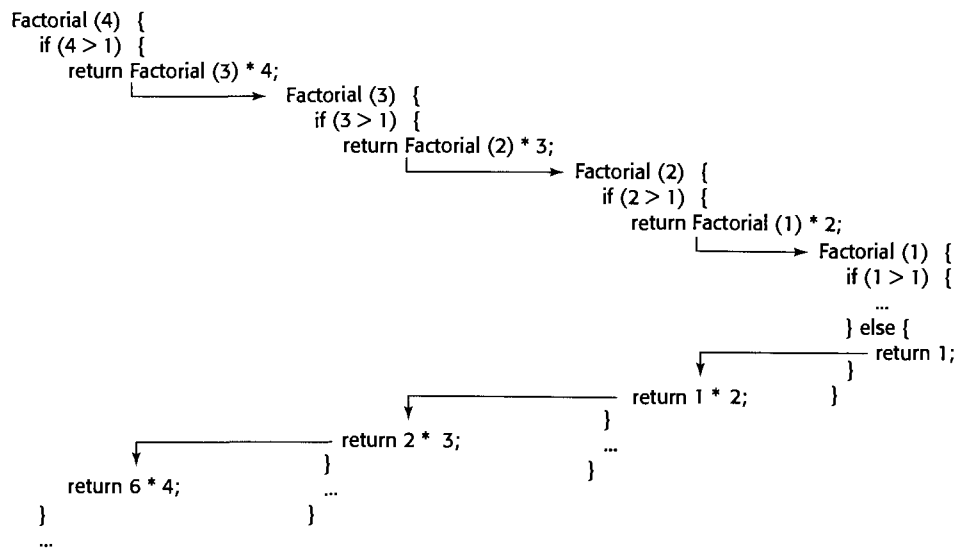 Factorial (4) {
if (4 > 1) {
return Factorial (3) * 4;
Factorial (3) {
if (3 > 1) {
return Factorial (2) * 3;
Factorial (2) {
if (2 > 1) {
return Factorial (1) * 2;
Factorial (1) {
if (1 > 1) {
...
} else {
return 1;
}
}
return 1 * 2;
}
...
}
return 2 * 3;
}
...
}
return 6 * 4;
}
...